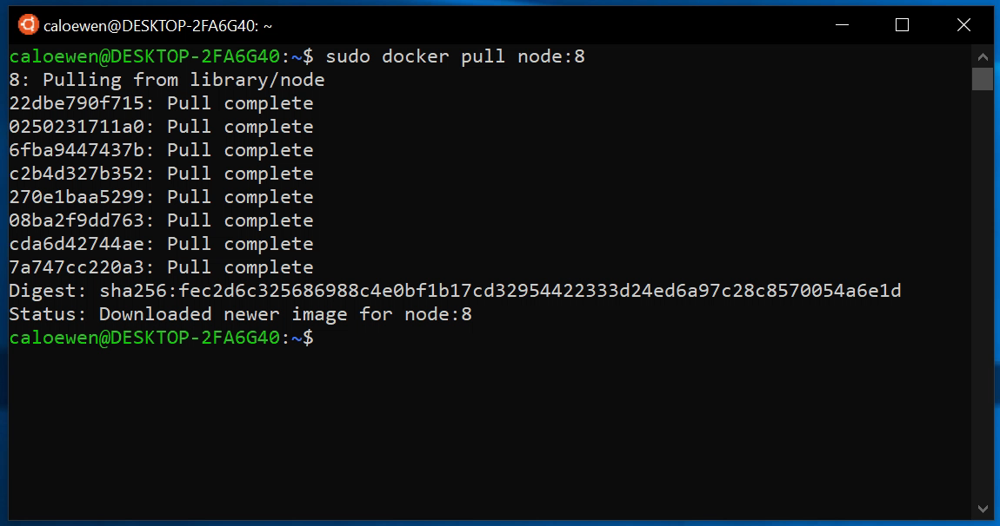 caloewen@DESKTOP-2FA6G40: ~
caloewen@DESKTOP-2FA6G40:~$ sudo docker pull node:8
8: Pulling from library/node
22dbe790f715: Pull complete
0250231711a0: Pull complete
6fba9447437b: Pull complete
c2b4d327b352: Pull complete
270e1baa5299: Pull complete
08ba2f9dd763: Pull complete
cda6d42744ae: Pull complete
7a747cc220a3: Pull complete
Digest: sha256:fec2d6c325686988c4e0bf1b17cd32954422333d24ed6a97c28c8570054a6e1d
Status: Downloaded newer image for node:8
caloewen@DESKTOP-2FA6G40:~$